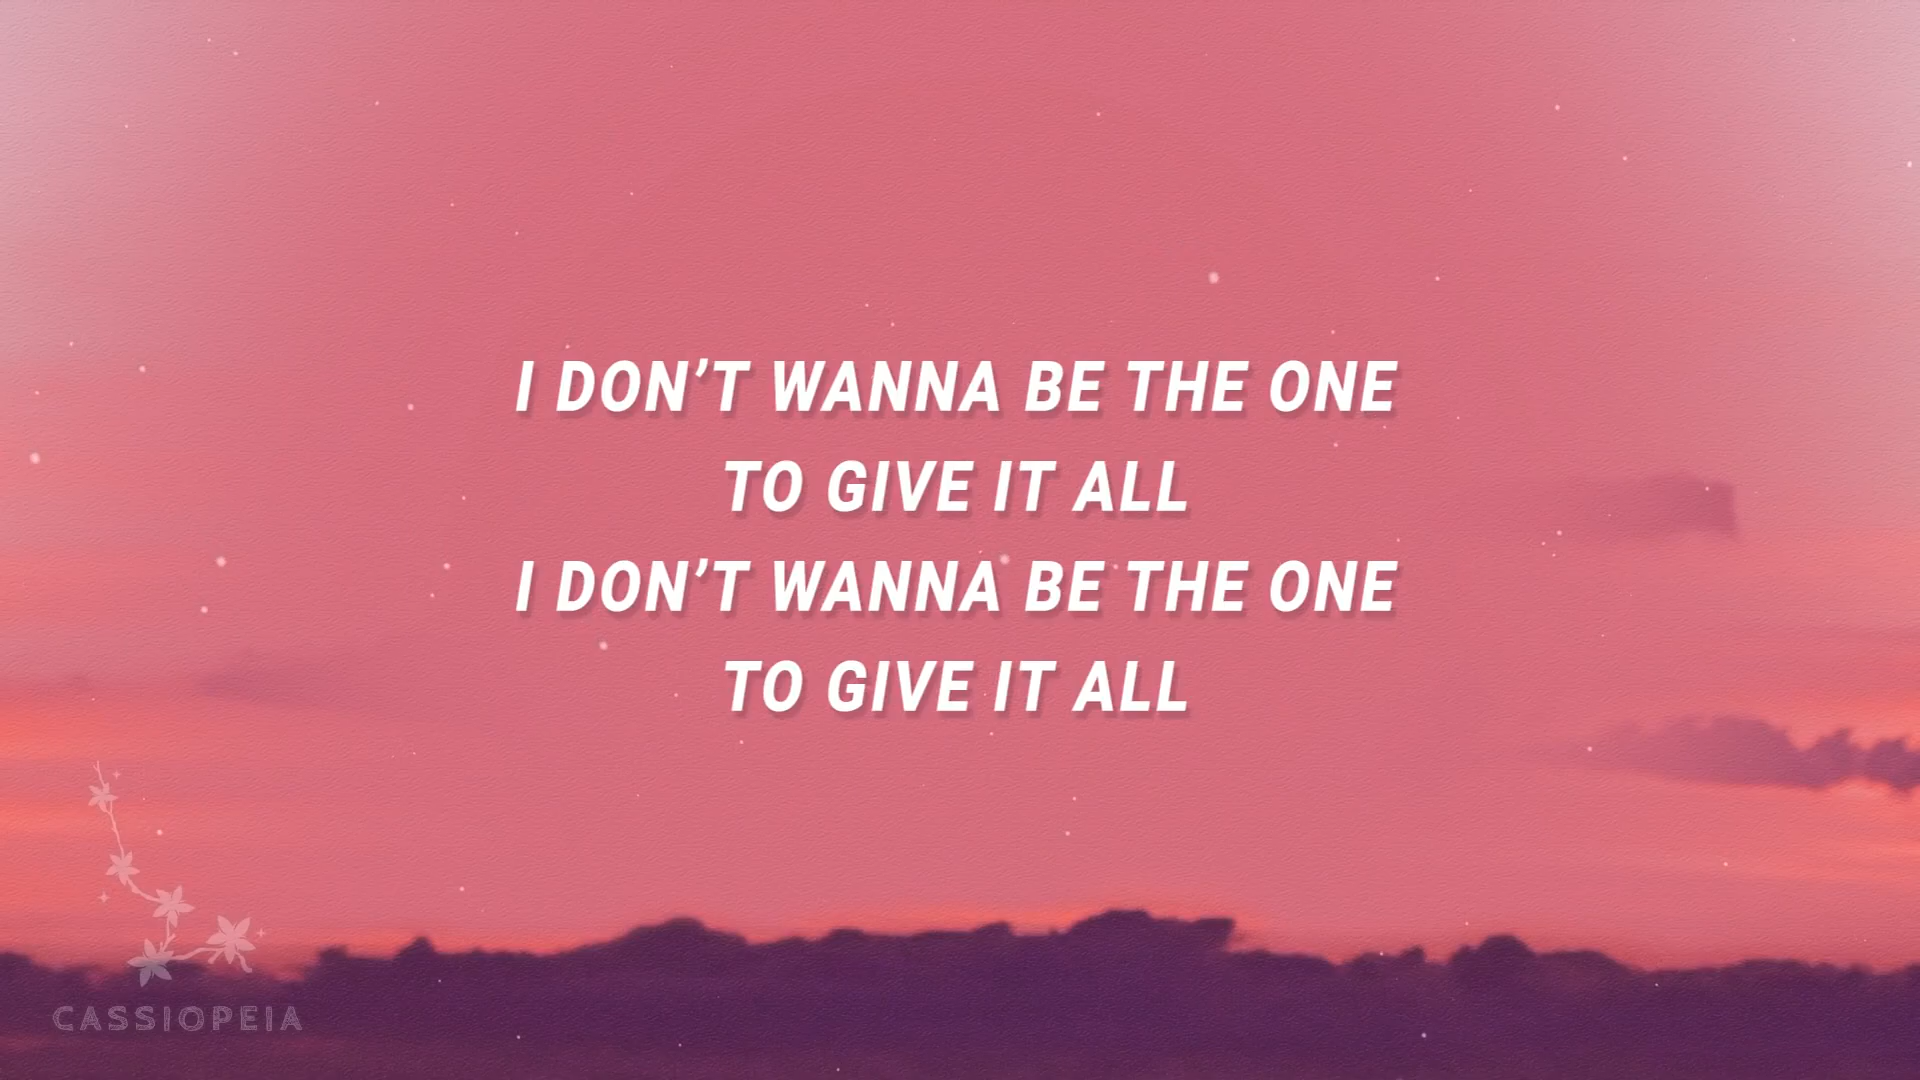 I DON’T WANNA BE THE ONE
TO GIVE IT ALL
I DON’T WANNA BE THE ONE
TO GIVE IT ALL
CASSIOPEIA